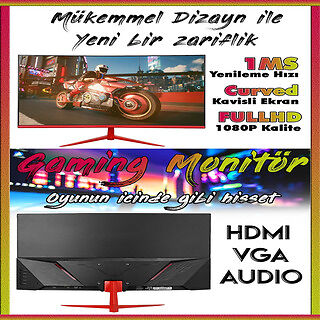 Mükemmel Dizayn ile
Yeni bir zariflik
1MS
Yenileme Hızı
Curved
Kavisli Ekran
FULLHD
1080P Kalite
Gaming Monitör
Oyunun içinde gibi hisset
HDMI
VGA
AUDIO